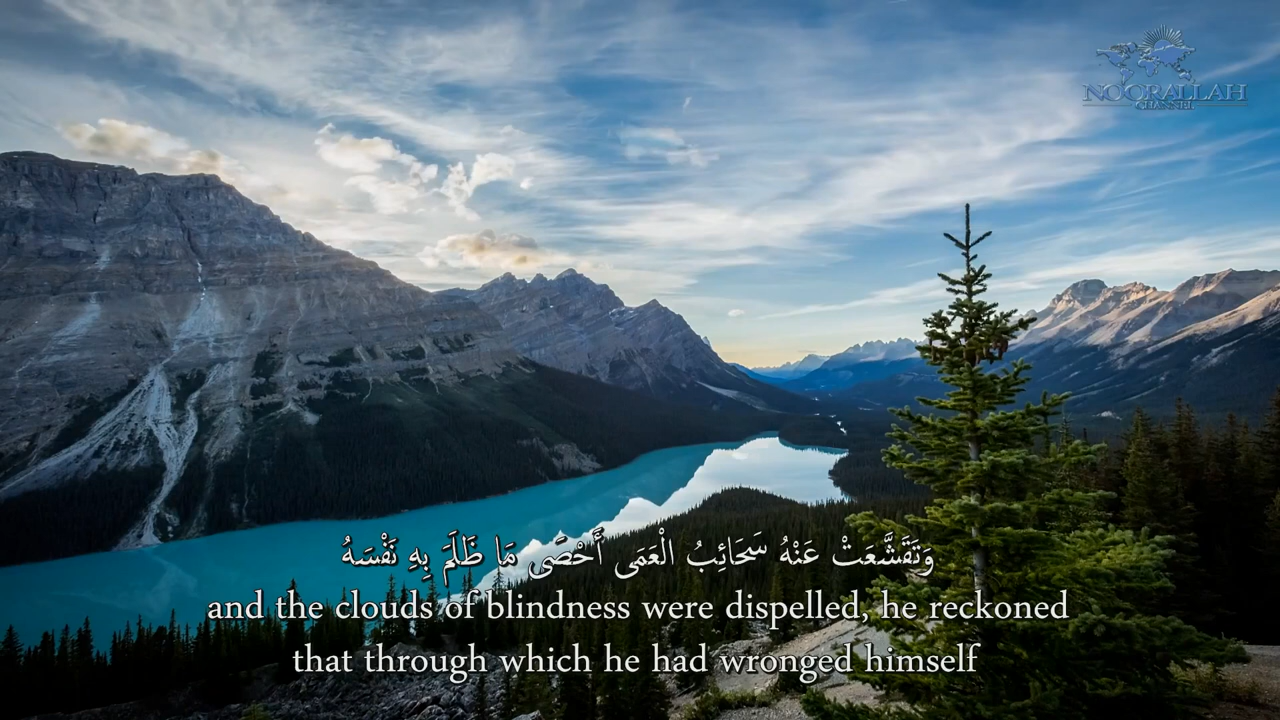 NOORALLAH
CHANNEL
وَتَقَشَّعَتْ عَنْهُ سَحَائِبُ الْعَمَى أَحْصَى مَا ظَلَمَ بِهِ نَفْسَهُ
and the clouds of blindness were dispelled, he reckoned
that through which he had wronged himself